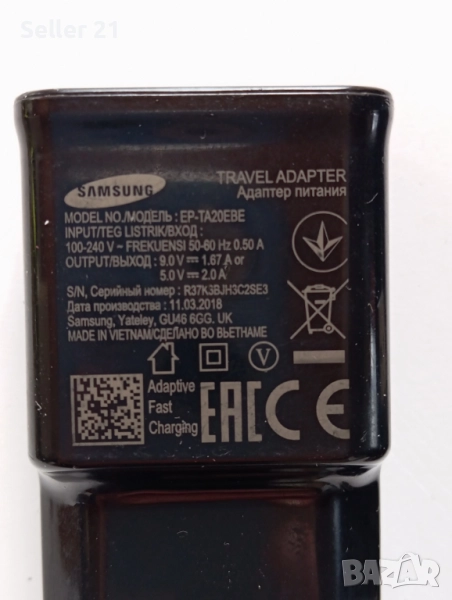 Seller 21
SAMSUNG
TRAVEL ADAPTER
Адаптер питания
MODEL NO./МОДЕЛЬ : EP-TA20EBE
INPUT/TEG LISTRIK/ВХОД :
100-240 V ~ FREKUENSI 50-60 Hz 0.50 A
OUTPUT/ВЫХОД : 9.0 V ⎓ 1.67 A or
5.0 V ⎓ 2.0 A
S/N, Серийный номер : R37K3BJH3C2SE3
Дата производства : 11.03.2018
Samsung, Yateley, GU46 6GG. UK
MADE IN VIETNAM/СДЕЛАНО ВО ВЬЕТНАМЕ
V
Adaptive
Fast
Charging
EAC CE
BAZAR